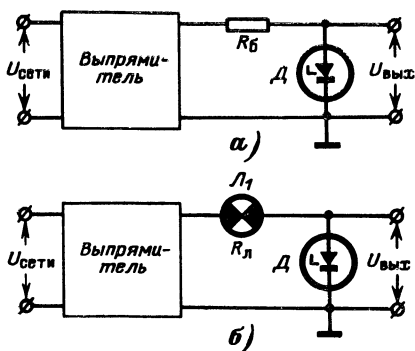 Uсети
Выпрями-
тель
Rб
Д
Uвых
а)
Л1
Uсети
Выпрями-
тель
Rл
Д
Uвых
б)